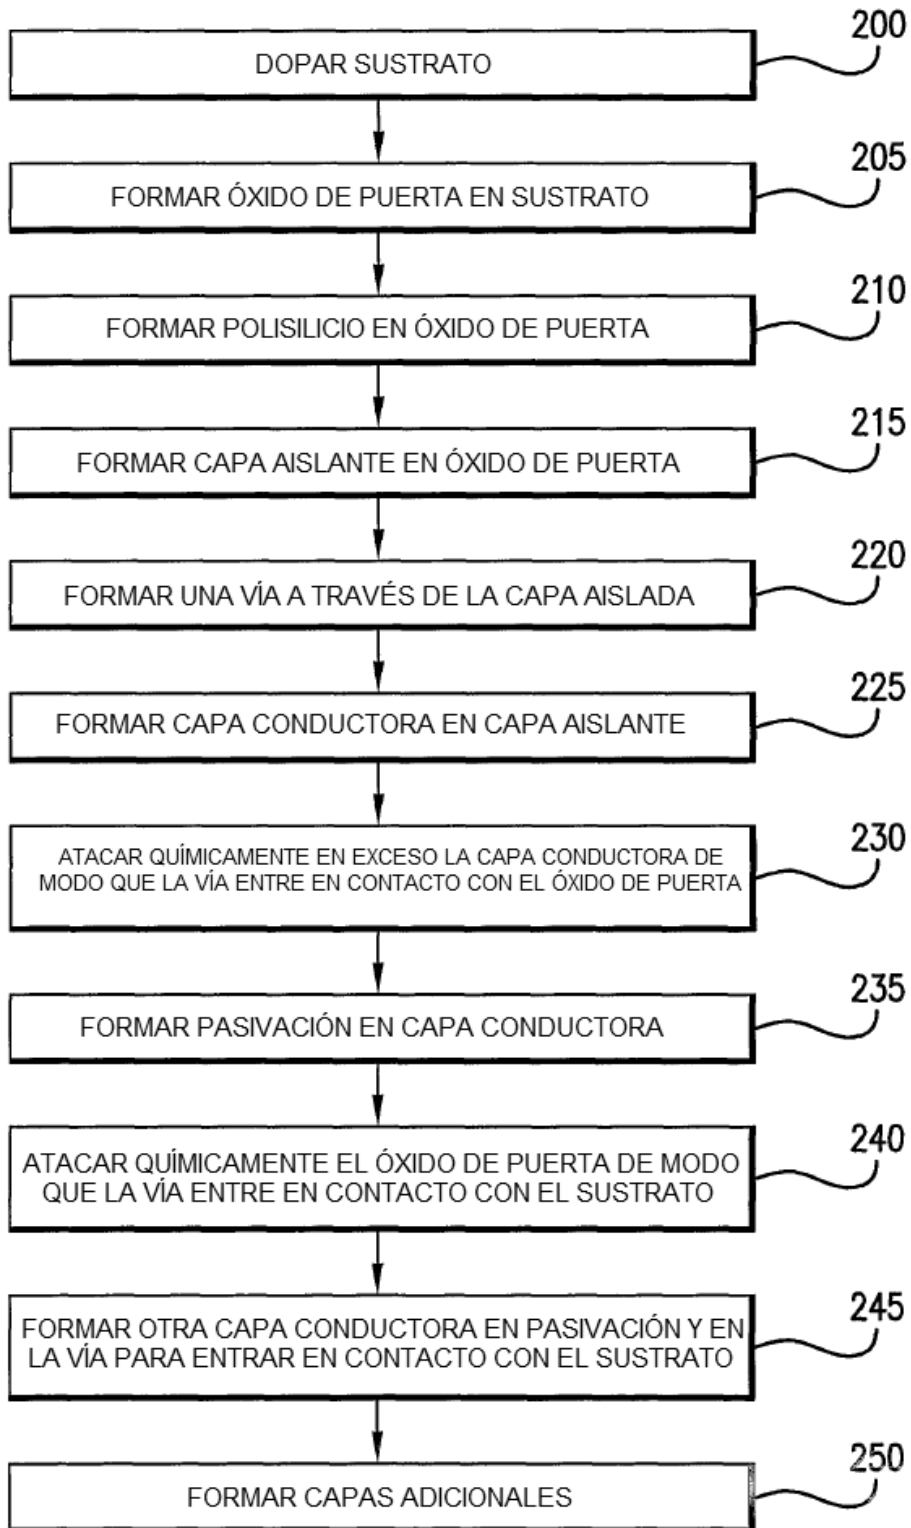 200
DOPAR SUSTRATO
205
FORMAR ÓXIDO DE PUERTA EN SUSTRATO
210
FORMAR POLISILICIO EN ÓXIDO DE PUERTA
215
FORMAR CAPA AISLANTE EN ÓXIDO DE PUERTA
220
FORMAR UNA VÍA A TRAVÉS DE LA CAPA AISLADA
225
FORMAR CAPA CONDUCTORA EN CAPA AISLANTE
230
ATACAR QUÍMICAMENTE EN EXCESO LA CAPA CONDUCTORA DE
MODO QUE LA VÍA ENTRE EN CONTACTO CON EL ÓXIDO DE PUERTA
235
FORMAR PASIVACIÓN EN CAPA CONDUCTORA
240
ATACAR QUÍMICAMENTE EL ÓXIDO DE PUERTA DE MODO
QUE LA VÍA ENTRE EN CONTACTO CON EL SUSTRATO
245
FORMAR OTRA CAPA CONDUCTORA EN PASIVACIÓN Y EN
LA VÍA PARA ENTRAR EN CONTACTO CON EL SUSTRATO
250
FORMAR CAPAS ADICIONALES